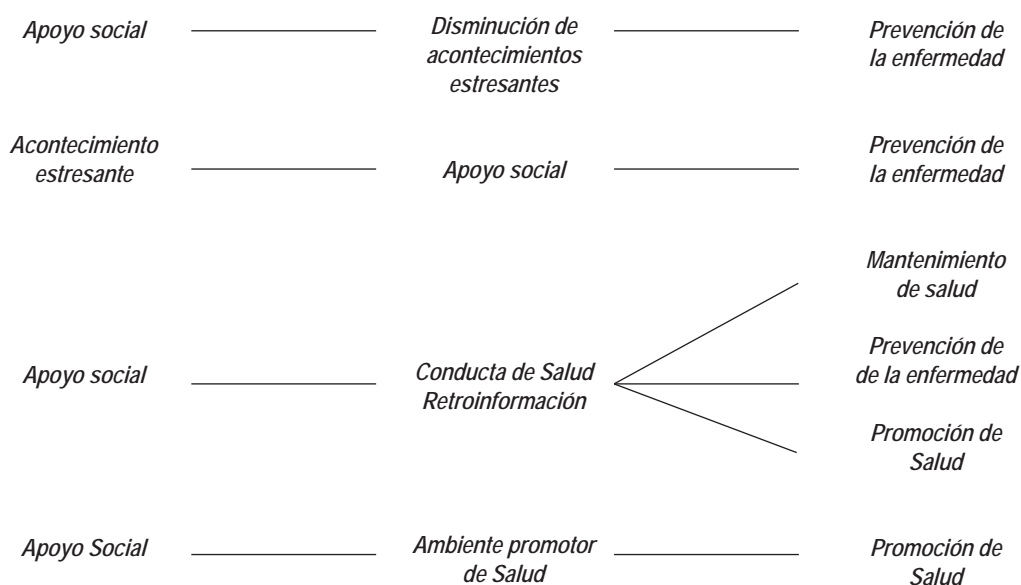 Apoyo social
Disminución de
acontecimientos
estresantes
Prevención de
la enfermedad
Acontecimiento
estresante
Apoyo social
Prevención de
la enfermedad
Apoyo social
Conducta de Salud
Retroinformación
Mantenimiento
de salud
Prevención de
de la enfermedad
Promoción de
Salud
Apoyo Social
Ambiente promotor
de Salud
Promoción de
Salud